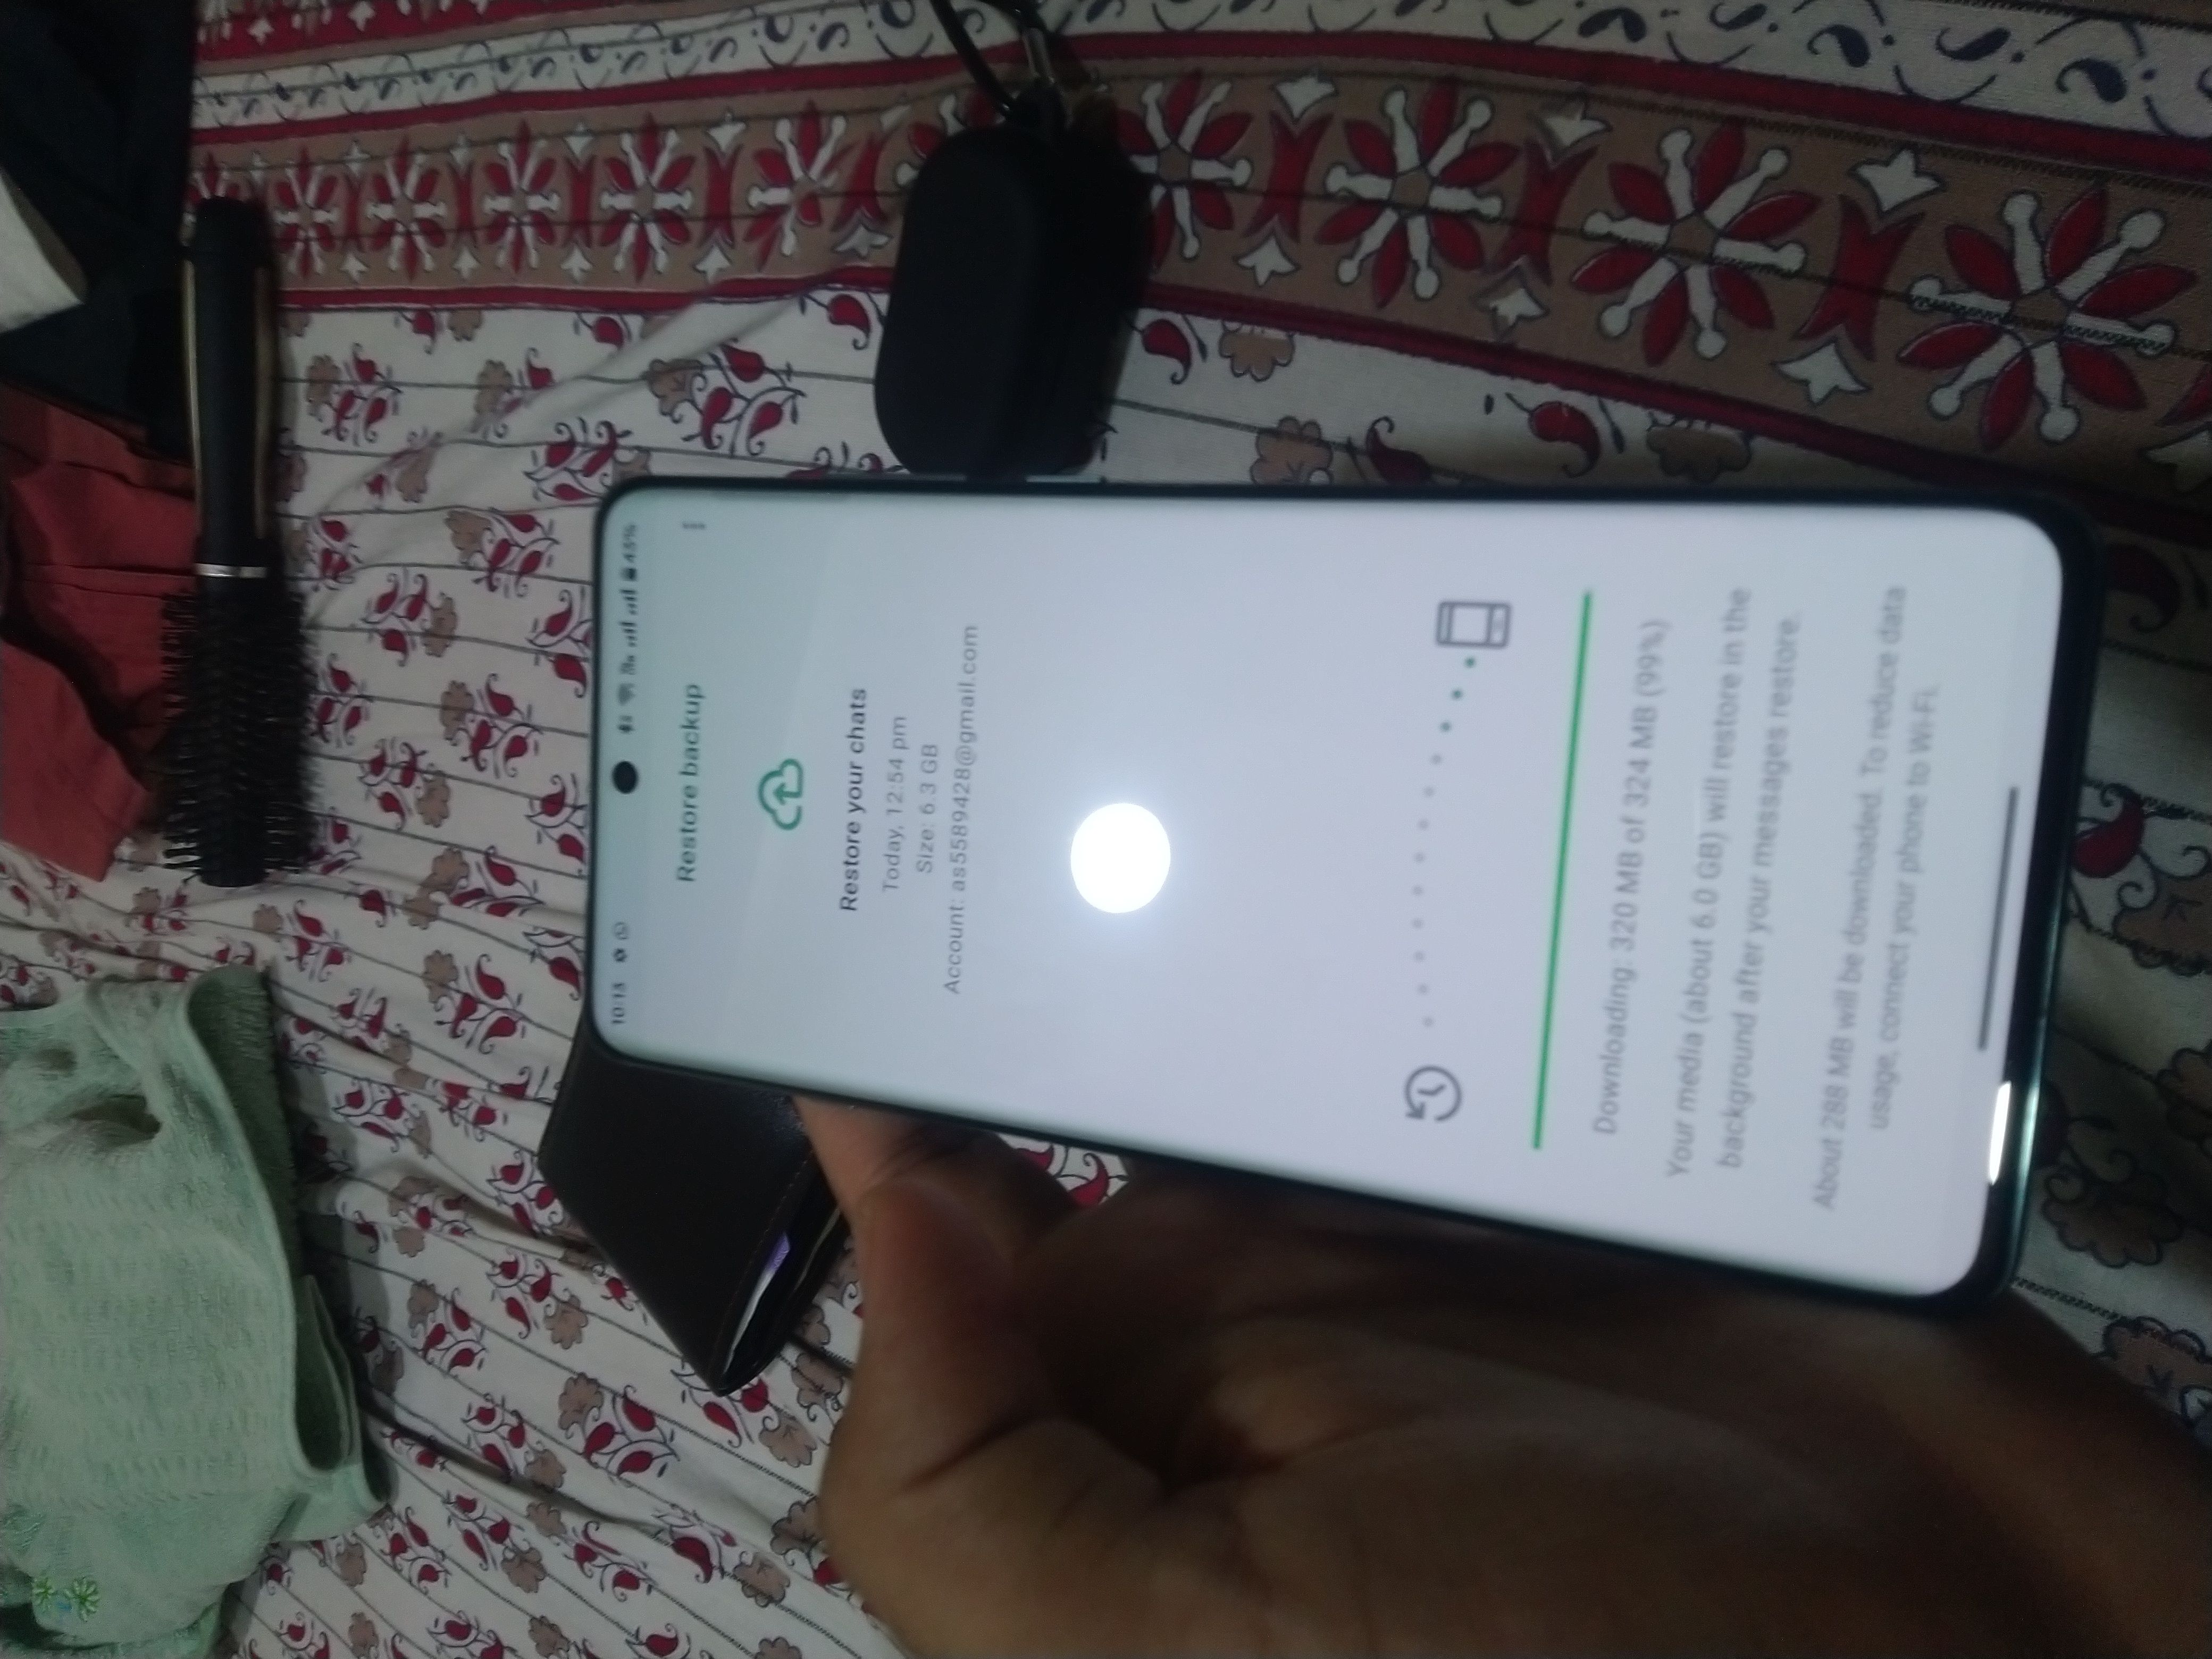 10:13
45%
Restore backup
Restore your chats
Today, 12:54 pm
Size: 6.3 GB
Account: as5589428@gmail.com
Downloading: 320 MB of 324 MB (99%)
Your media (about 6.0 GB) will restore in the
background after your messages restore.
About 288 MB will be downloaded. To reduce data
usage, connect your phone to Wi-Fi.